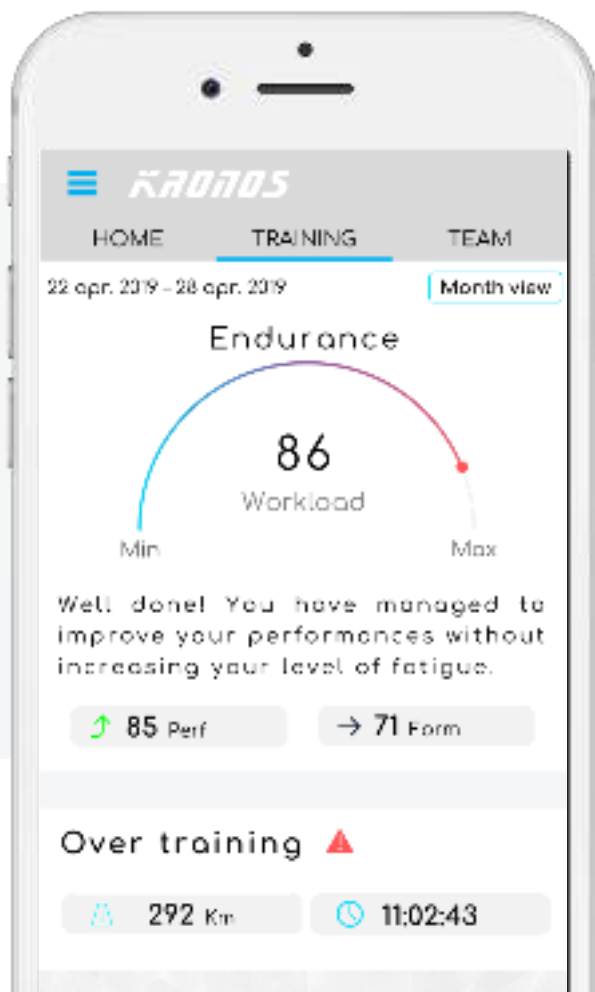 KRONOS
HOME TRAINING TEAM
22 apr. 2019 - 28 apr. 2019 Month view
Endurance
86
Workload
Min Max
Well done! You have managed to
improve your performances without
increasing your level of fatigue.
85 Perf 71 Form
Over training
292 Km 11:02:43